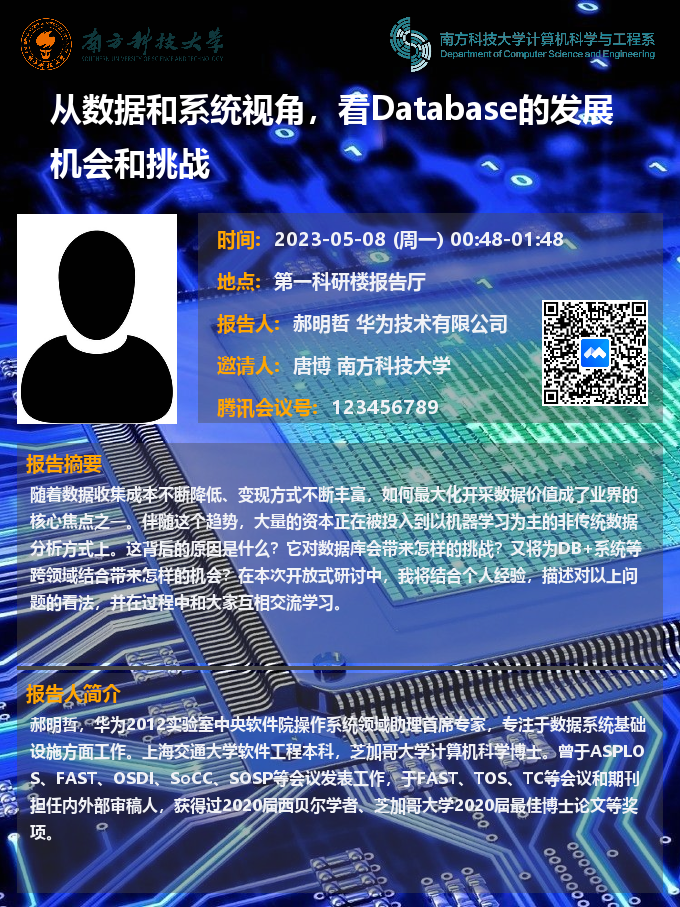 南方科技大学
SOUTHERN UNIVERSITY OF SCIENCE AND TECHNOLOGY
南方科技大学计算机科学与工程系
Department of Computer Science and Engineering
从数据和系统视角，看Database的发展
机会和挑战
时间: 2023-05-08 (周一) 00:48-01:48
地点: 第一科研楼报告厅
报告人: 郝明哲 华为技术有限公司
邀请人: 唐博 南方科技大学
腾讯会议号: 123456789
报告摘要
随着数据收集成本不断降低、变现方式不断丰富，如何最大化开采数据价值成了业界的
核心焦点之一。伴随这个趋势，大量的资本正在被投入到以机器学习为主的非传统数据
分析方式上。这背后的原因是什么？它对数据库会带来怎样的挑战？又将为DB+系统等
跨领域结合带来怎样的机会？在本次开放式研讨中，我将结合个人经验，描述对以上问
题的看法，并在过程中和大家互相交流学习。
报告人简介
郝明哲，华为2012实验室中央软件院操作系统领域助理首席专家，专注于数据系统基础
设施方面工作。上海交通大学软件工程本科，芝加哥大学计算机科学博士。曾于ASPLO
S、FAST、OSDI、SoCC、SOSP等会议发表工作，于FAST、TOS、TC等会议和期刊
担任内外部审稿人，获得过2020届西贝尔学者、芝加哥大学2020届最佳博士论文等奖
项。